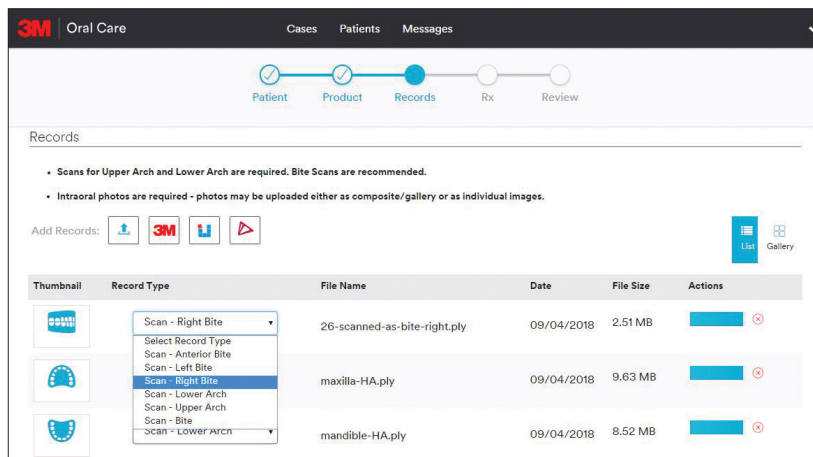 3M Oral Care Cases Patients Messages
Patient Product Records Rx Review
Records
• Scans for Upper Arch and Lower Arch are required. Bite Scans are recommended.
• Intraoral photos are required - photos may be uploaded either as composite/gallery or as individual images.
Add Records: 3M
List Gallery
Thumbnail Record Type File Name Date File Size Actions
Scan - Right Bite 26-scanned-as-bite-right.ply 09/04/2018 2.51 MB
Select Record Type
Scan - Anterior Bite
Scan - Left Bite
Scan - Right Bite maxilla-HA.ply 09/04/2018 9.63 MB
Scan - Lower Arch
Scan - Upper Arch
Scan - Bite
Scan - Lower Arch mandible-HA.ply 09/04/2018 8.52 MB